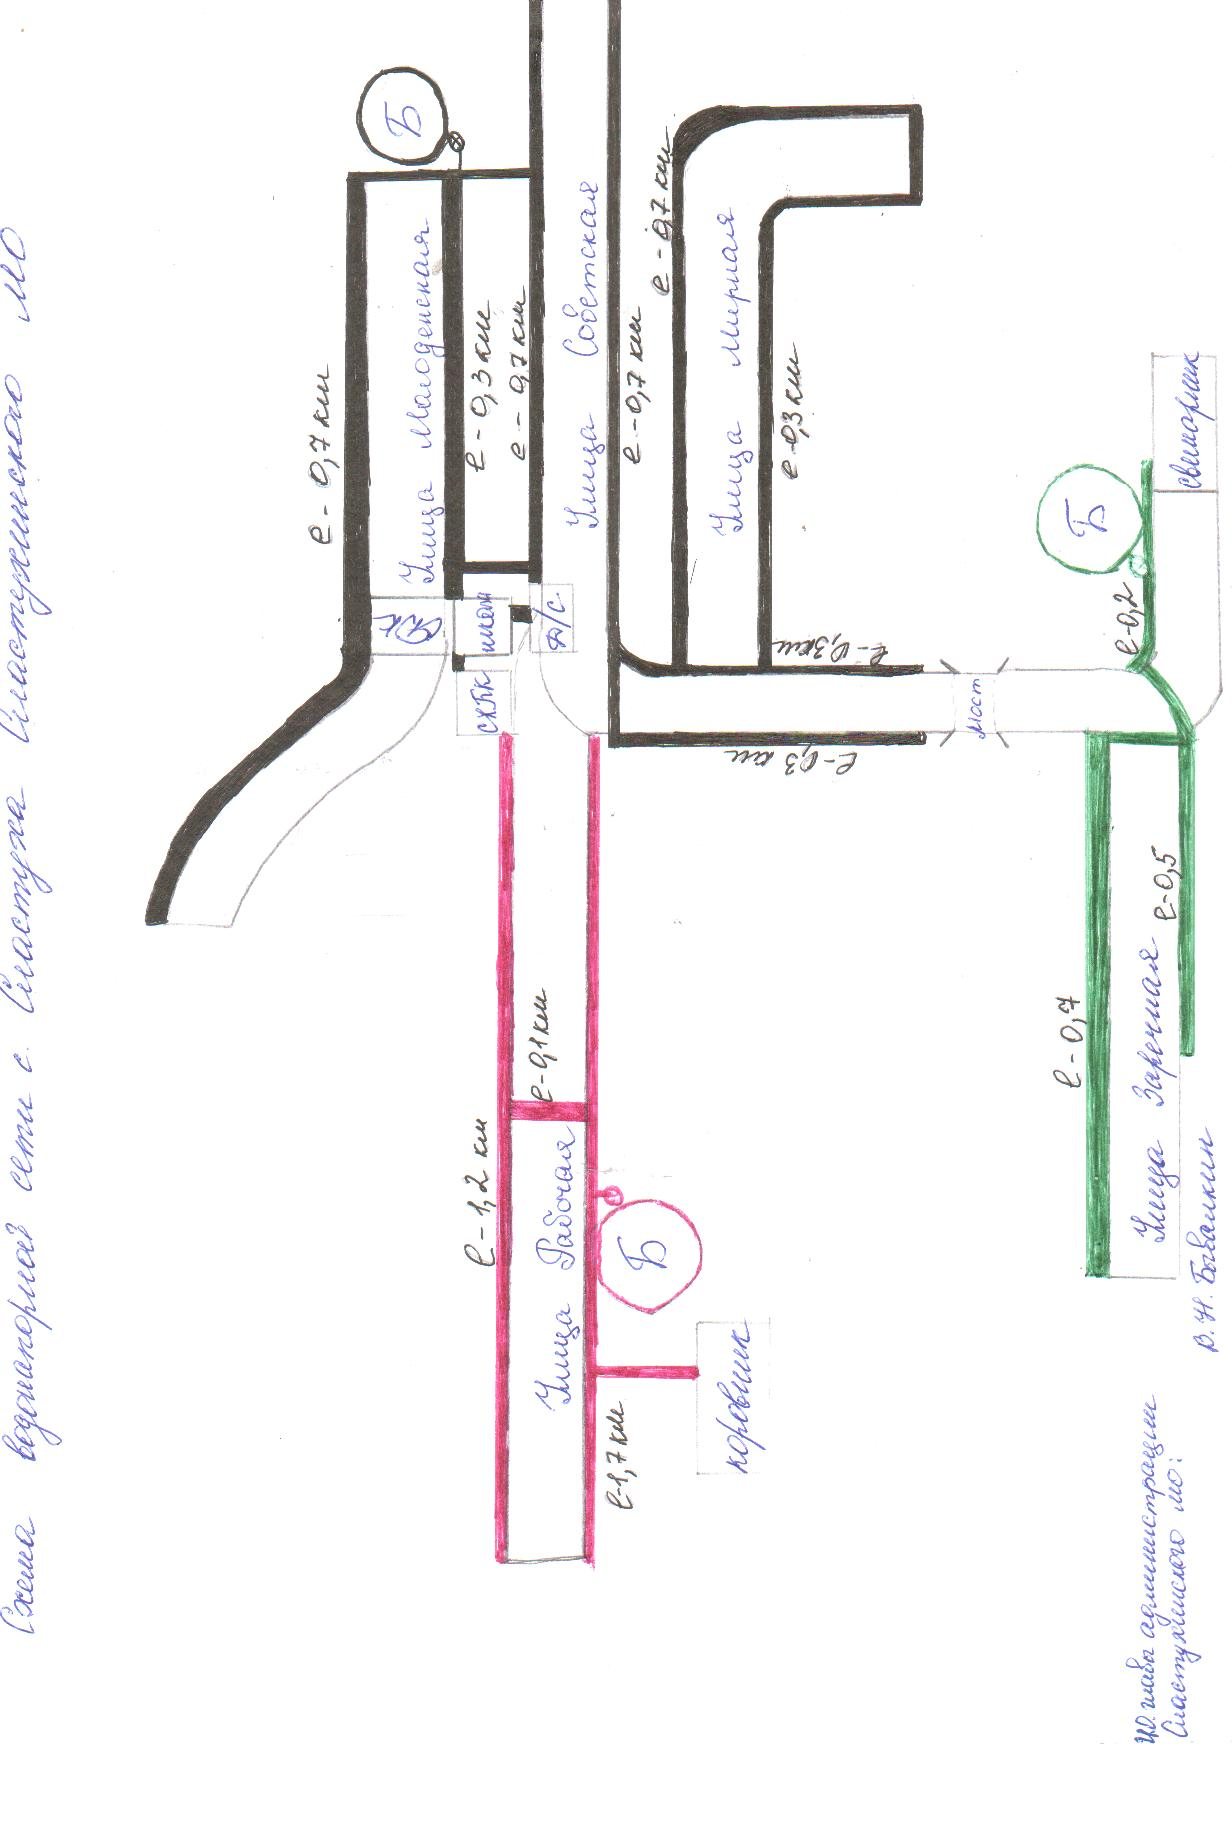 Схема водонапорной сети с. Сластуха Сластухинского МО
Б
е - 0,7 км
Улица Молодежная
е - 0,3 км
е - 0,7 км
Улица Советская
е - 0,7 км
е - 0,7 км
Улица Мирная
е - 0,3 км
СДК
школа
Д/С.
СХПК
е - 0,3 км
е - 0,3 км
мост
е - 1,2 км
е - 0,1 км
Улица Рабочая
Б
е - 1,7 км
коровник
Б
е - 0,2
свинарник
е - 0,7
Улица Заречная
е - 0,5
И.О. главы администрации
Сластухинского МО:
В. Н. Бывалкин